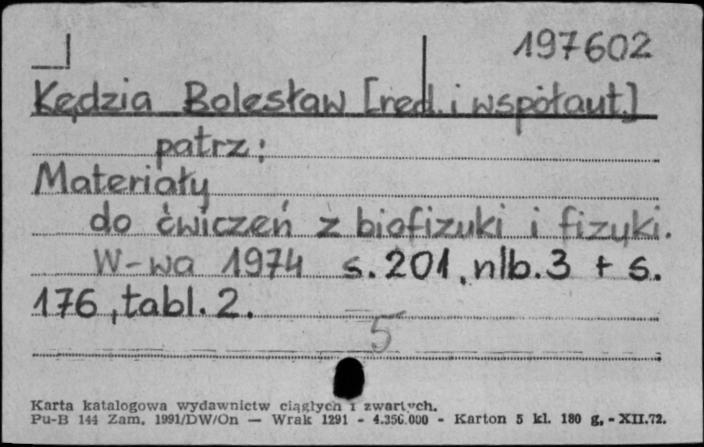 197602
Kędzia Bolesław [red. i współaut.]
patrz:
Materiały
do ćwiczeń z biofizyki i fizyki.
W-wa 1974 s. 201, nlb. 3 + s.
176, tabl. 2.
5
Karta katalogowa wydawnictw ciągłych i zwartych.
Pu-B 144 Zam. 1991/DW/On — Wrak 1291 - 4.356.000 - Karton 5 kl. 180 g. - XII.72.